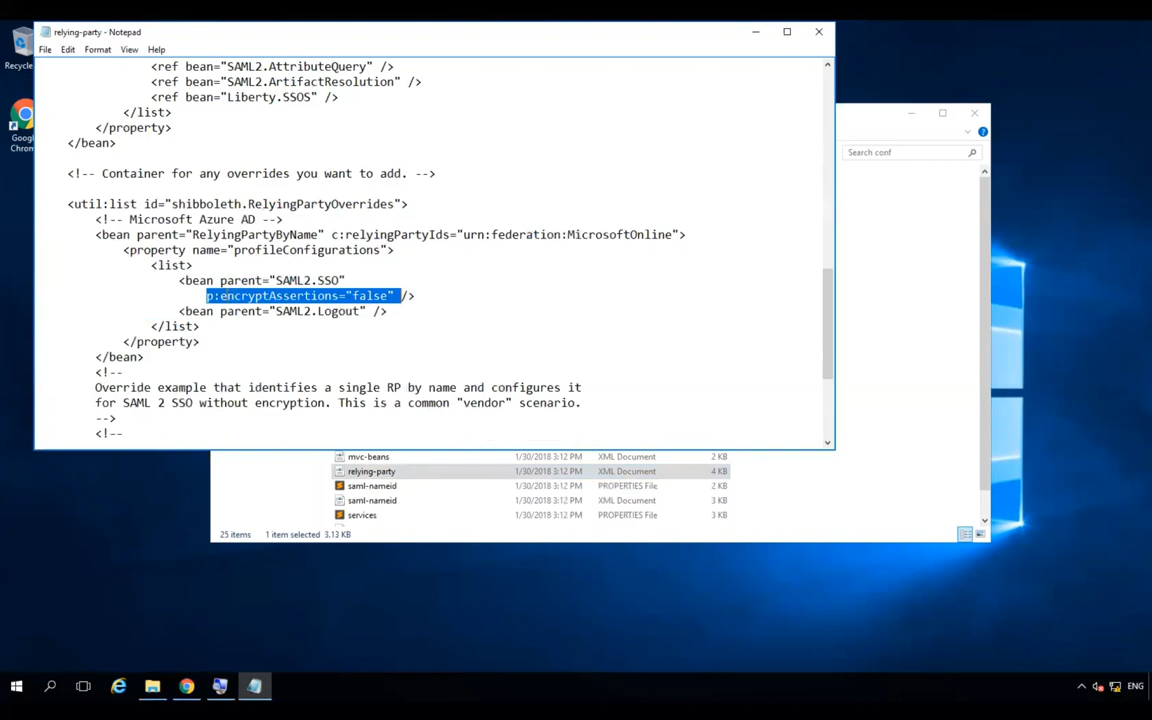 relying-party - Notepad
File Edit Format View Help
<ref bean="SAML2.AttributeQuery" />
<ref bean="SAML2.ArtifactResolution" />
<ref bean="Liberty.SSOS" />
</list>
</property>
</bean>
<!-- Container for any overrides you want to add. -->
<util:list id="shibboleth.RelyingPartyOverrides">
<!-- Microsoft Azure AD -->
<bean parent="RelyingPartyByName" c:relyingPartyIds="urn:federation:MicrosoftOnline">
<property name="profileConfigurations">
<list>
<bean parent="SAML2.SSO"
p:encryptAssertions="false" />
<bean parent="SAML2.Logout" />
</list>
</property>
</bean>
<!--
Override example that identifies a single RP by name and configures it
for SAML 2 SSO without encryption. This is a common "vendor" scenario.
-->
<!--
Recycle
Google
Chrom
Search conf
mvc-beans 1/30/2018 3:12 PM XML Document 2 KB
relying-party 1/30/2018 3:12 PM XML Document 4 KB
saml-nameid 1/30/2018 3:12 PM PROPERTIES File 2 KB
saml-nameid 1/30/2018 3:12 PM XML Document 3 KB
services 1/30/2018 3:12 PM PROPERTIES File 3 KB
25 items 1 item selected 3.13 KB
ENG